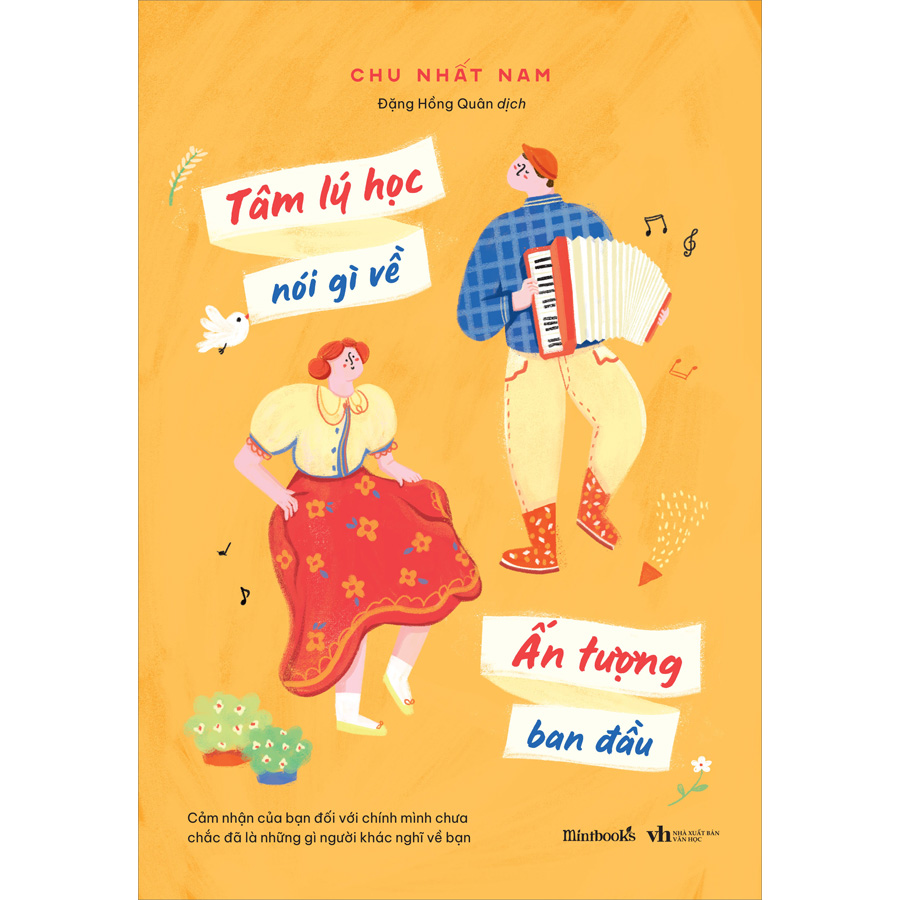 CHU NHẤT NAM
Đặng Hồng Quân dịch
Tâm lý học
nói gì về
Ấn tượng
ban đầu
Cảm nhận của bạn đối với chính mình chưa
chắc đã là những gì người khác nghĩ về bạn
mintbooks
vh NHÀ XUẤT BẢN
VĂN HỌC